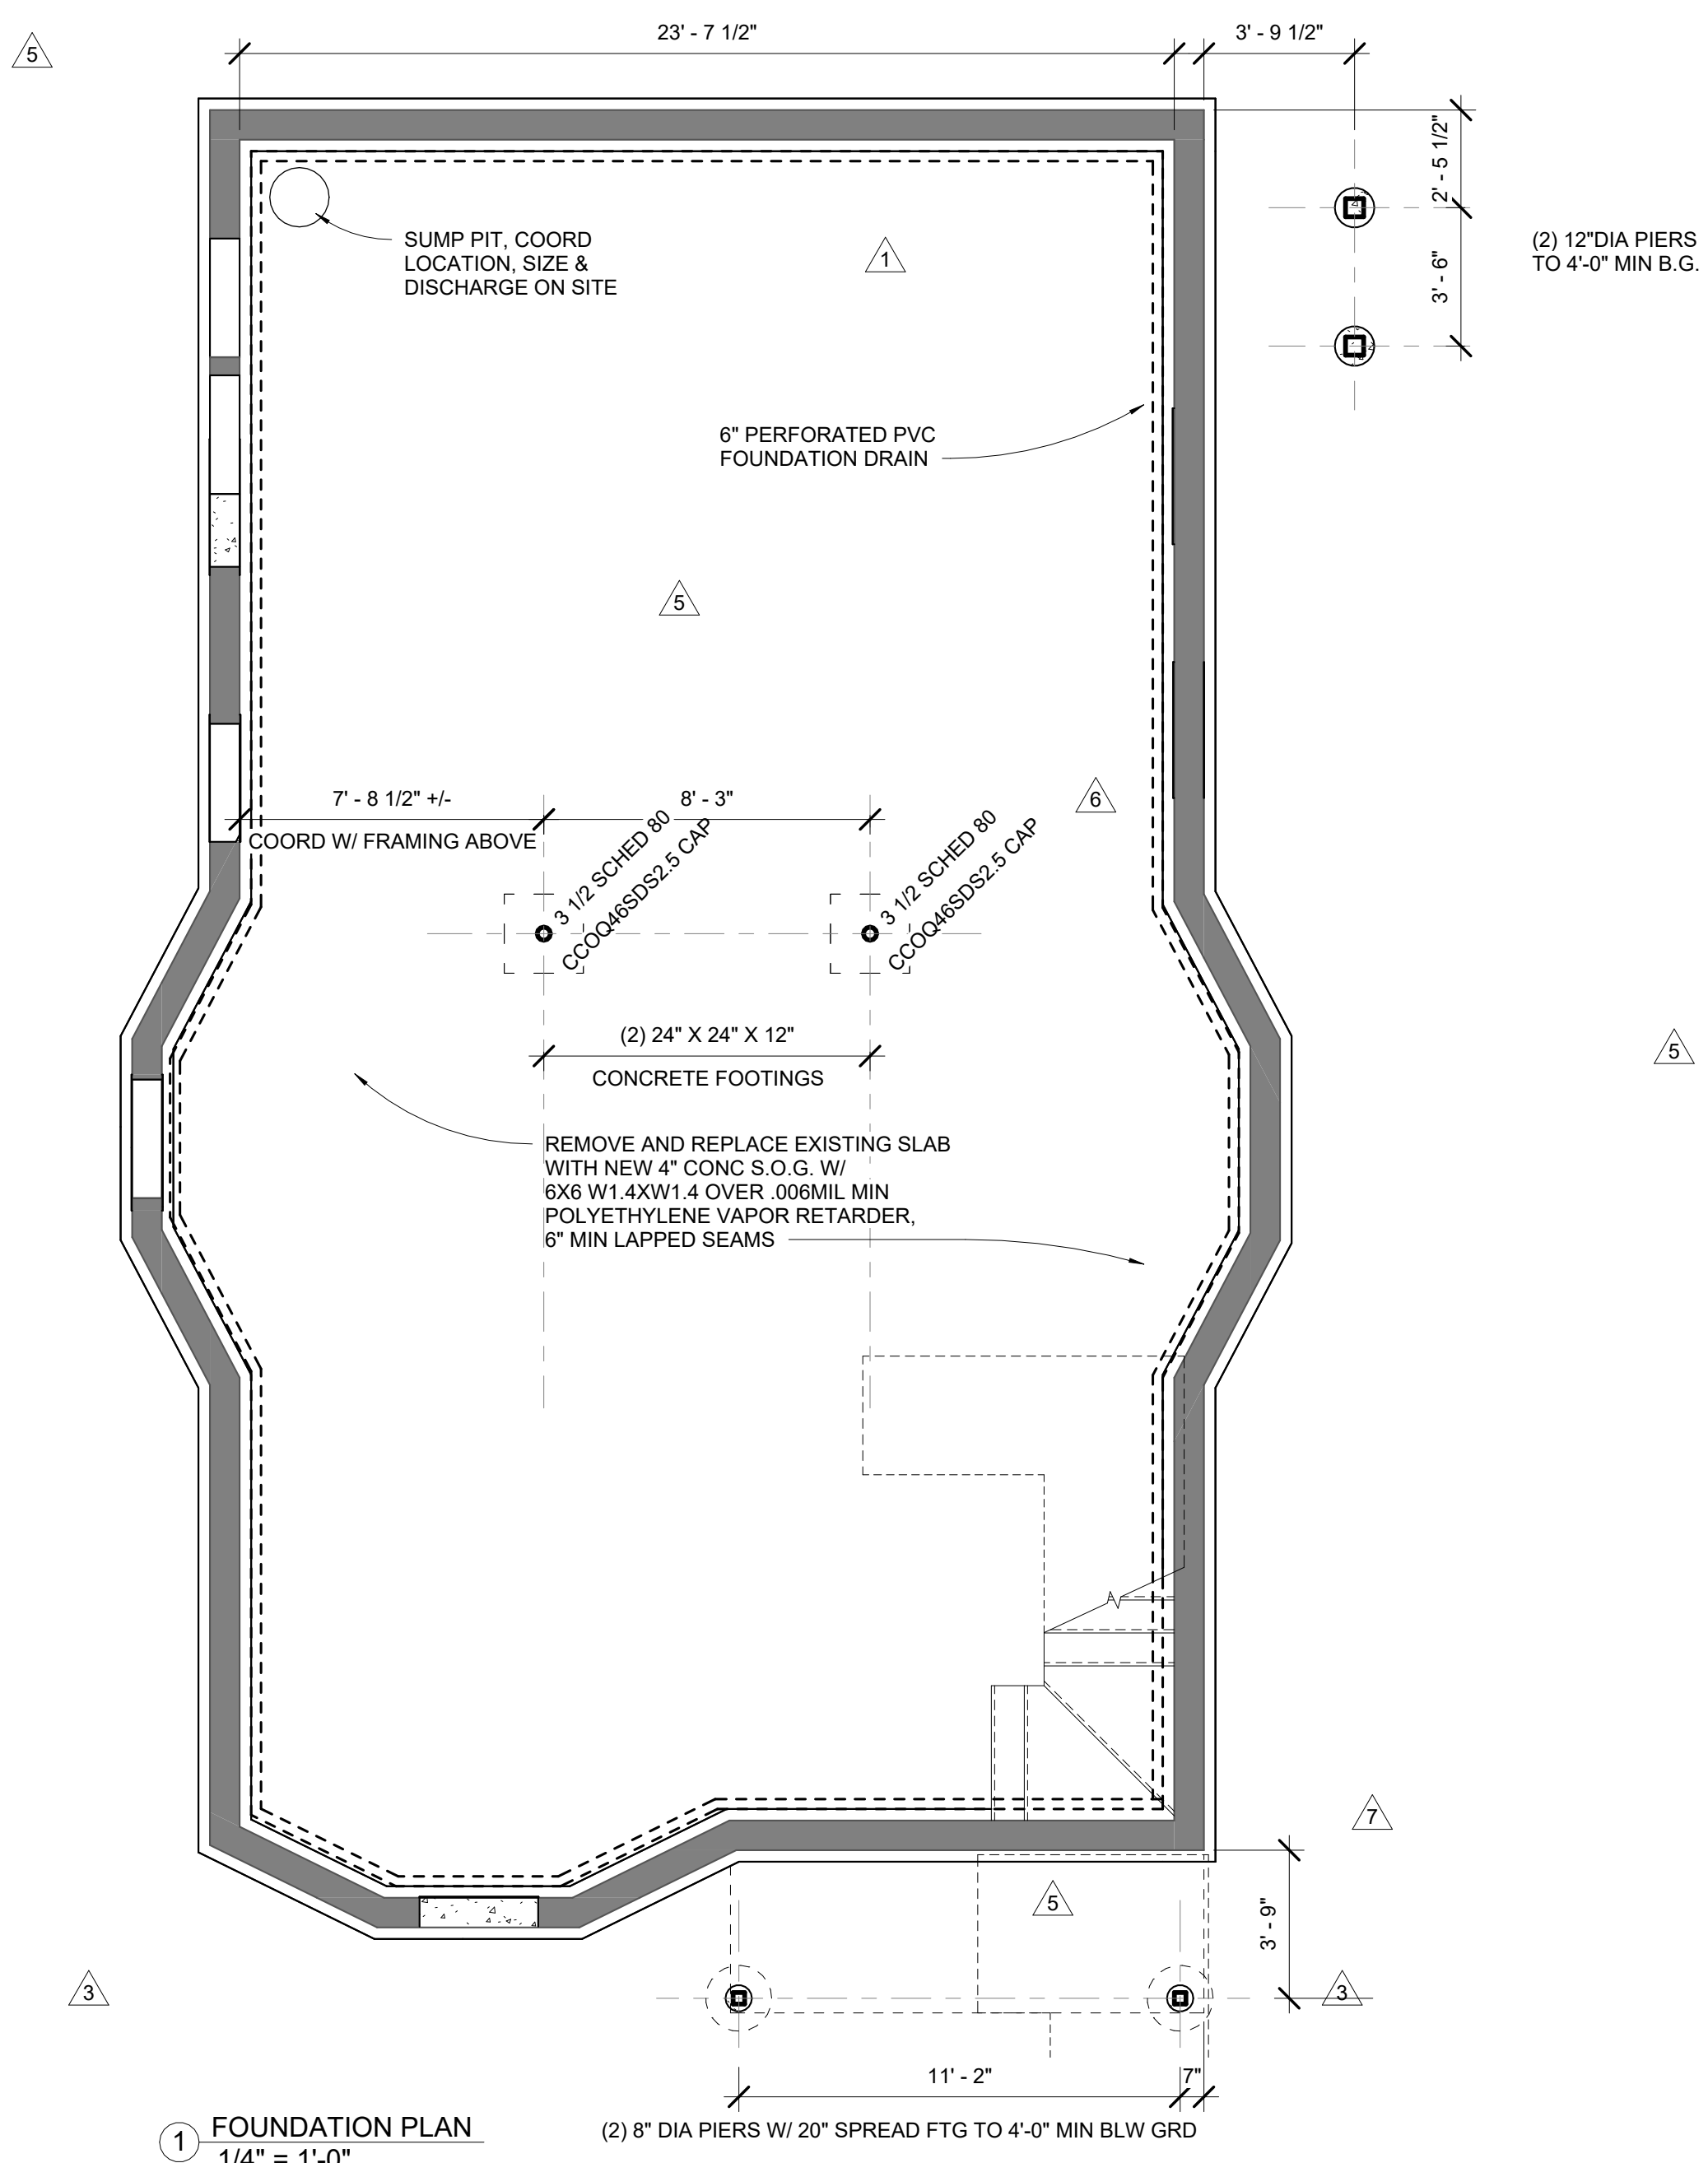 23' - 7 1/2"
3' - 9 1/2"
5
2' - 5 1/2"
SUMP PIT, COORD
LOCATION, SIZE &
DISCHARGE ON SITE
1
(2) 12"DIA PIERS
TO 4'-0" MIN B.G.
3' - 6"
6" PERFORATED PVC
FOUNDATION DRAIN
5
7' - 8 1/2" +/-
COORD W/ FRAMING ABOVE
8' - 3"
6
3 1/2 SCHED 80
CCOQ46SDS2.5 CAP
3 1/2 SCHED 80
CCOQ46SDS2.5 CAP
(2) 24" X 24" X 12"
CONCRETE FOOTINGS
5
REMOVE AND REPLACE EXISTING SLAB
WITH NEW 4" CONC S.O.G. W/
6X6 W1.4XW1.4 OVER .006MIL MIN
POLYETHYLENE VAPOR RETARDER,
6" MIN LAPPED SEAMS
7
5
3' - 9"
3
3
11' - 2"
7"
(2) 8" DIA PIERS W/ 20" SPREAD FTG TO 4'-0" MIN BLW GRD
1
FOUNDATION PLAN
1/4" = 1'-0"